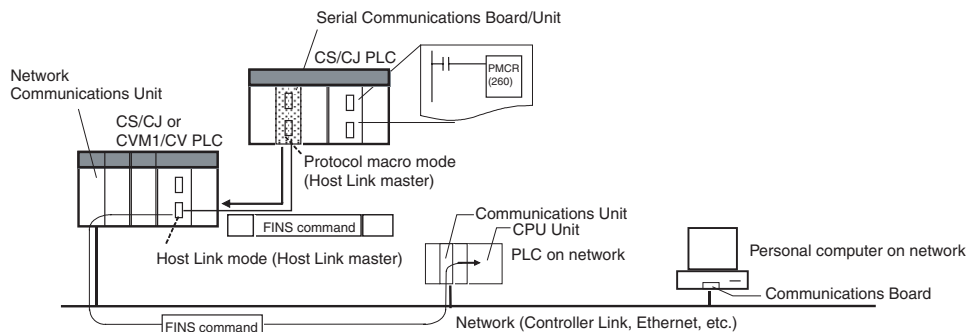 Serial Communications Board/Unit
CS/CJ PLC
PMCR
(260)
Network
Communications Unit
CS/CJ or
CVM1/CV PLC
Protocol macro mode
(Host Link master)
FINS command
Host Link mode (Host Link master)
Communications Unit
CPU Unit
PLC on network
Personal computer on network
Communications Board
FINS command
Network (Controller Link, Ethernet, etc.)